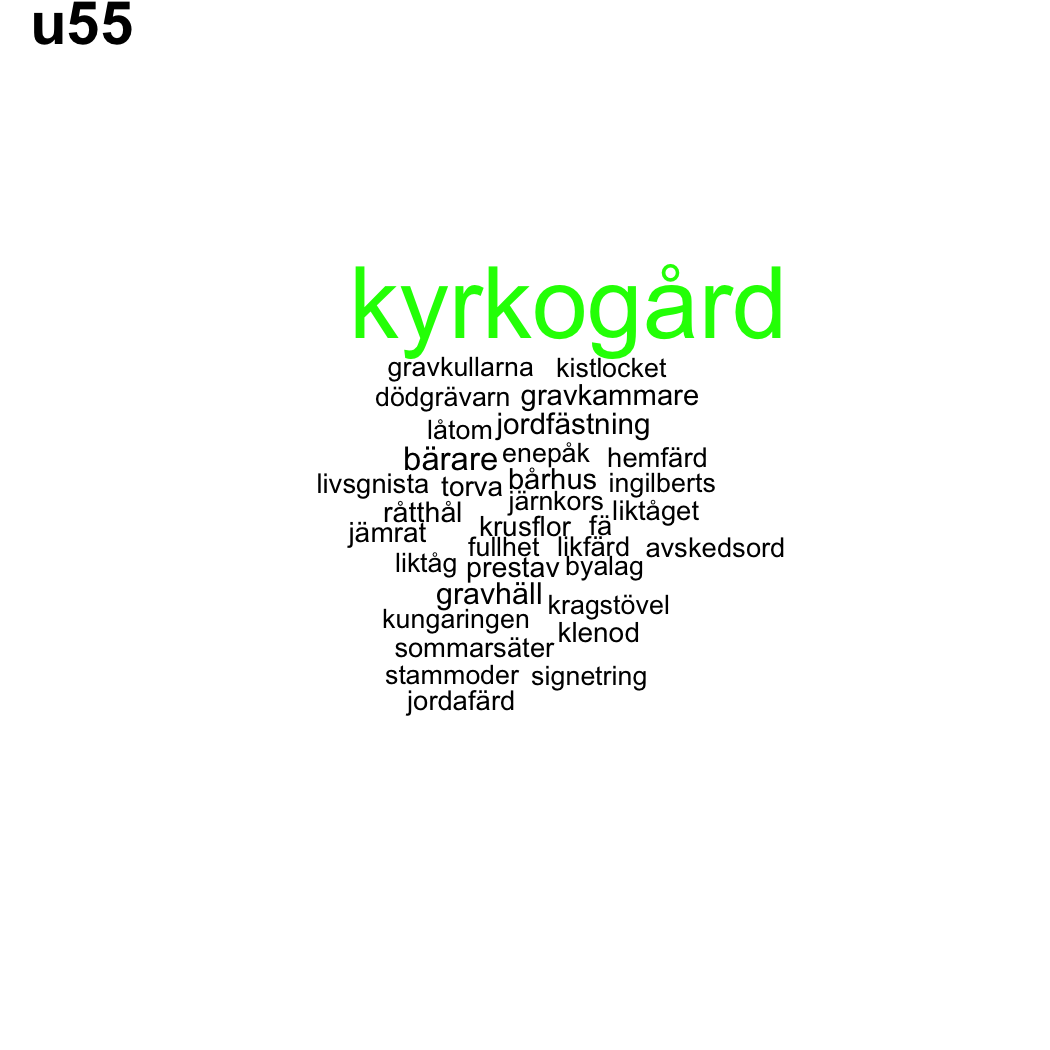 u55
kyrkogård
gravkullarna kistlocket
dödgrävarn gravkammare
låtom jordfästning
bärare enepåk hemfärd
livsgnista torva bårhus ingilberts
råtthål järnkors liktåget
jämrat krusflor fä
fullhet likfärd avskedsord
liktåg prestav byalag
gravhäll kragstövel
kungaringen klenod
sommarsäter
stammoder signetring
jordafärd